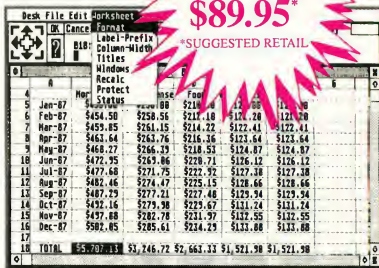 Desk File Edit Worksheet
$89.95*
*SUGGESTED RETAIL
OK Cance
?
B18:
Format
Label-Prefix
Column-Width
Titles
Windows
Recalc
Protect
Status
4
5 Jan-87
6 Feb-87 $454.50 $258.56
7 Mar-87 $459.05 $261.15 $214.22 $122.41 $122.41
8 Apr-87 $463.64 $263.76 $216.36 $123.64 $123.64
9 May-87 $468.27 $266.39 $218.53 $124.87 $124.87
10 Jun-87 $472.95 $269.06 $220.71 $126.12 $126.12
11 Jul-87 $477.68 $271.75 $222.92 $127.38 $127.38
12 Aug-87 $482.46 $274.47 $225.15 $128.66 $128.66
13 Sep-87 $487.29 $277.21 $227.40 $129.94 $129.94
14 Oct-87 $492.16 $279.98 $229.67 $131.24 $131.24
15 Nov-87 $497.08 $282.78 $231.97 $132.55 $132.55
16 Dec-87 $502.05 $285.61 $234.29 $133.88 $133.88
17
18 TOTAL $5,707.13 $3,246.72 $2,663.33 $1,521.90 $1,521.90